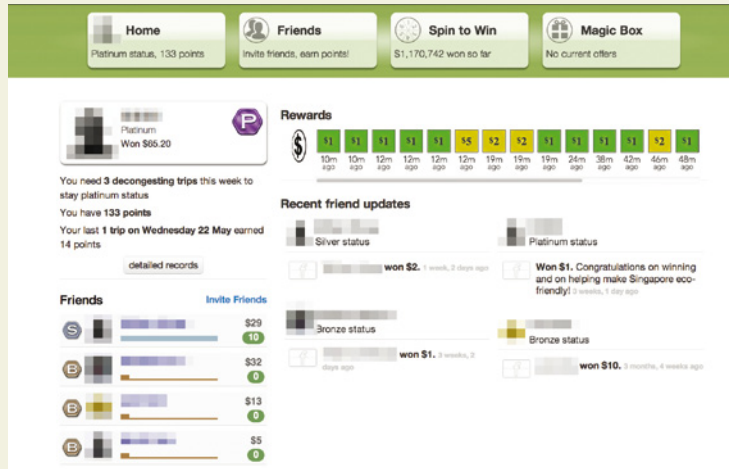 Home
Platinum status, 133 points
Friends
Invite friends, earn points!
Spin to Win
$1,170,742 won so far
Magic Box
No current offers
Platinum
Won $65.20
P
You need 3 decongesting trips this week to
stay platinum status
You have 133 points
Your last 1 trip on Wednesday 22 May earned
14 points
detailed records
Friends
Invite Friends
S
$29
10
B
$32
0
B
$13
0
B
$5
0
Rewards
$
$1 $1 $1 $1 $1 $5 $2 $2 $1 $1 $1 $1 $2 $1
10m 10m 12m 12m 12m 12m 19m 19m 19m 24m 38m 42m 46m 48m
ago ago ago ago ago ago ago ago ago ago ago ago ago ago
Recent friend updates
Silver status
won $2. 1 week, 2 days ago
Platinum status
Won $1. Congratulations on winning
and on helping make Singapore eco-
friendly! 3 weeks, 1 day ago
Bronze status
won $1. 3 weeks, 3
days ago
Bronze status
won $10. 3 months, 4 weeks ago